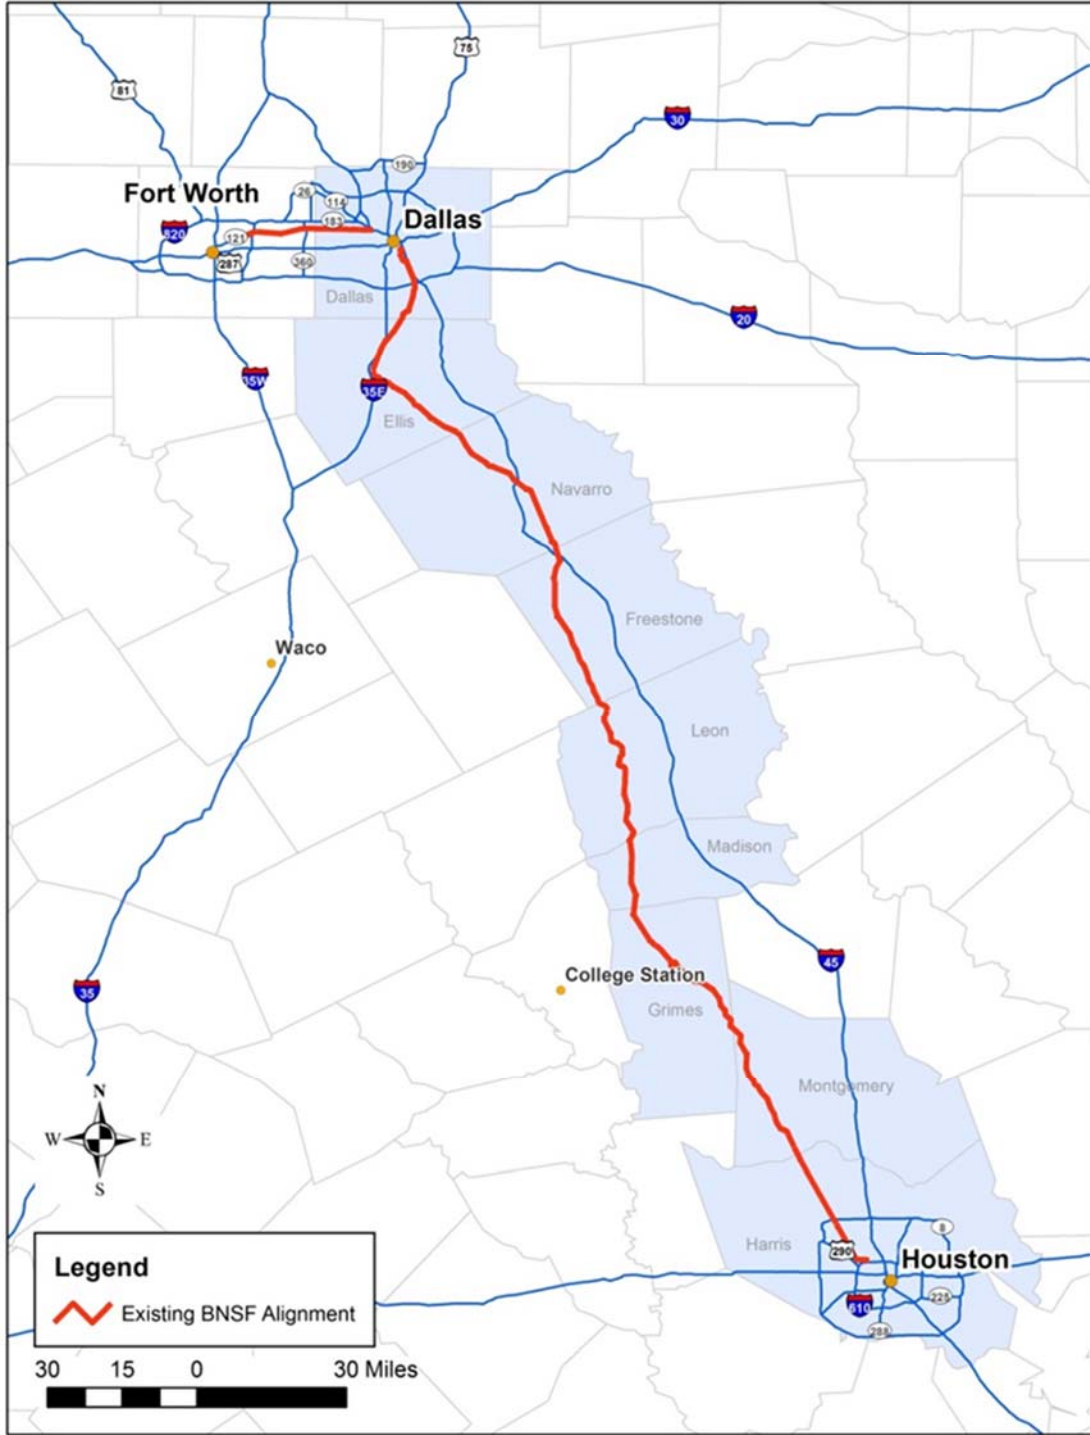 75
81
30
190
Fort Worth
26
114
Dallas
183
820
121
287
360
Dallas
20
35W
35E
Ellis
Navarro
Freestone
Waco
Leon
Madison
45
College Station
35
Grimes
N
Montgomery
W E
S
8
Harris
290
Houston
Legend
225
610
Existing BNSF Alignment
288
30 15 0 30 Miles